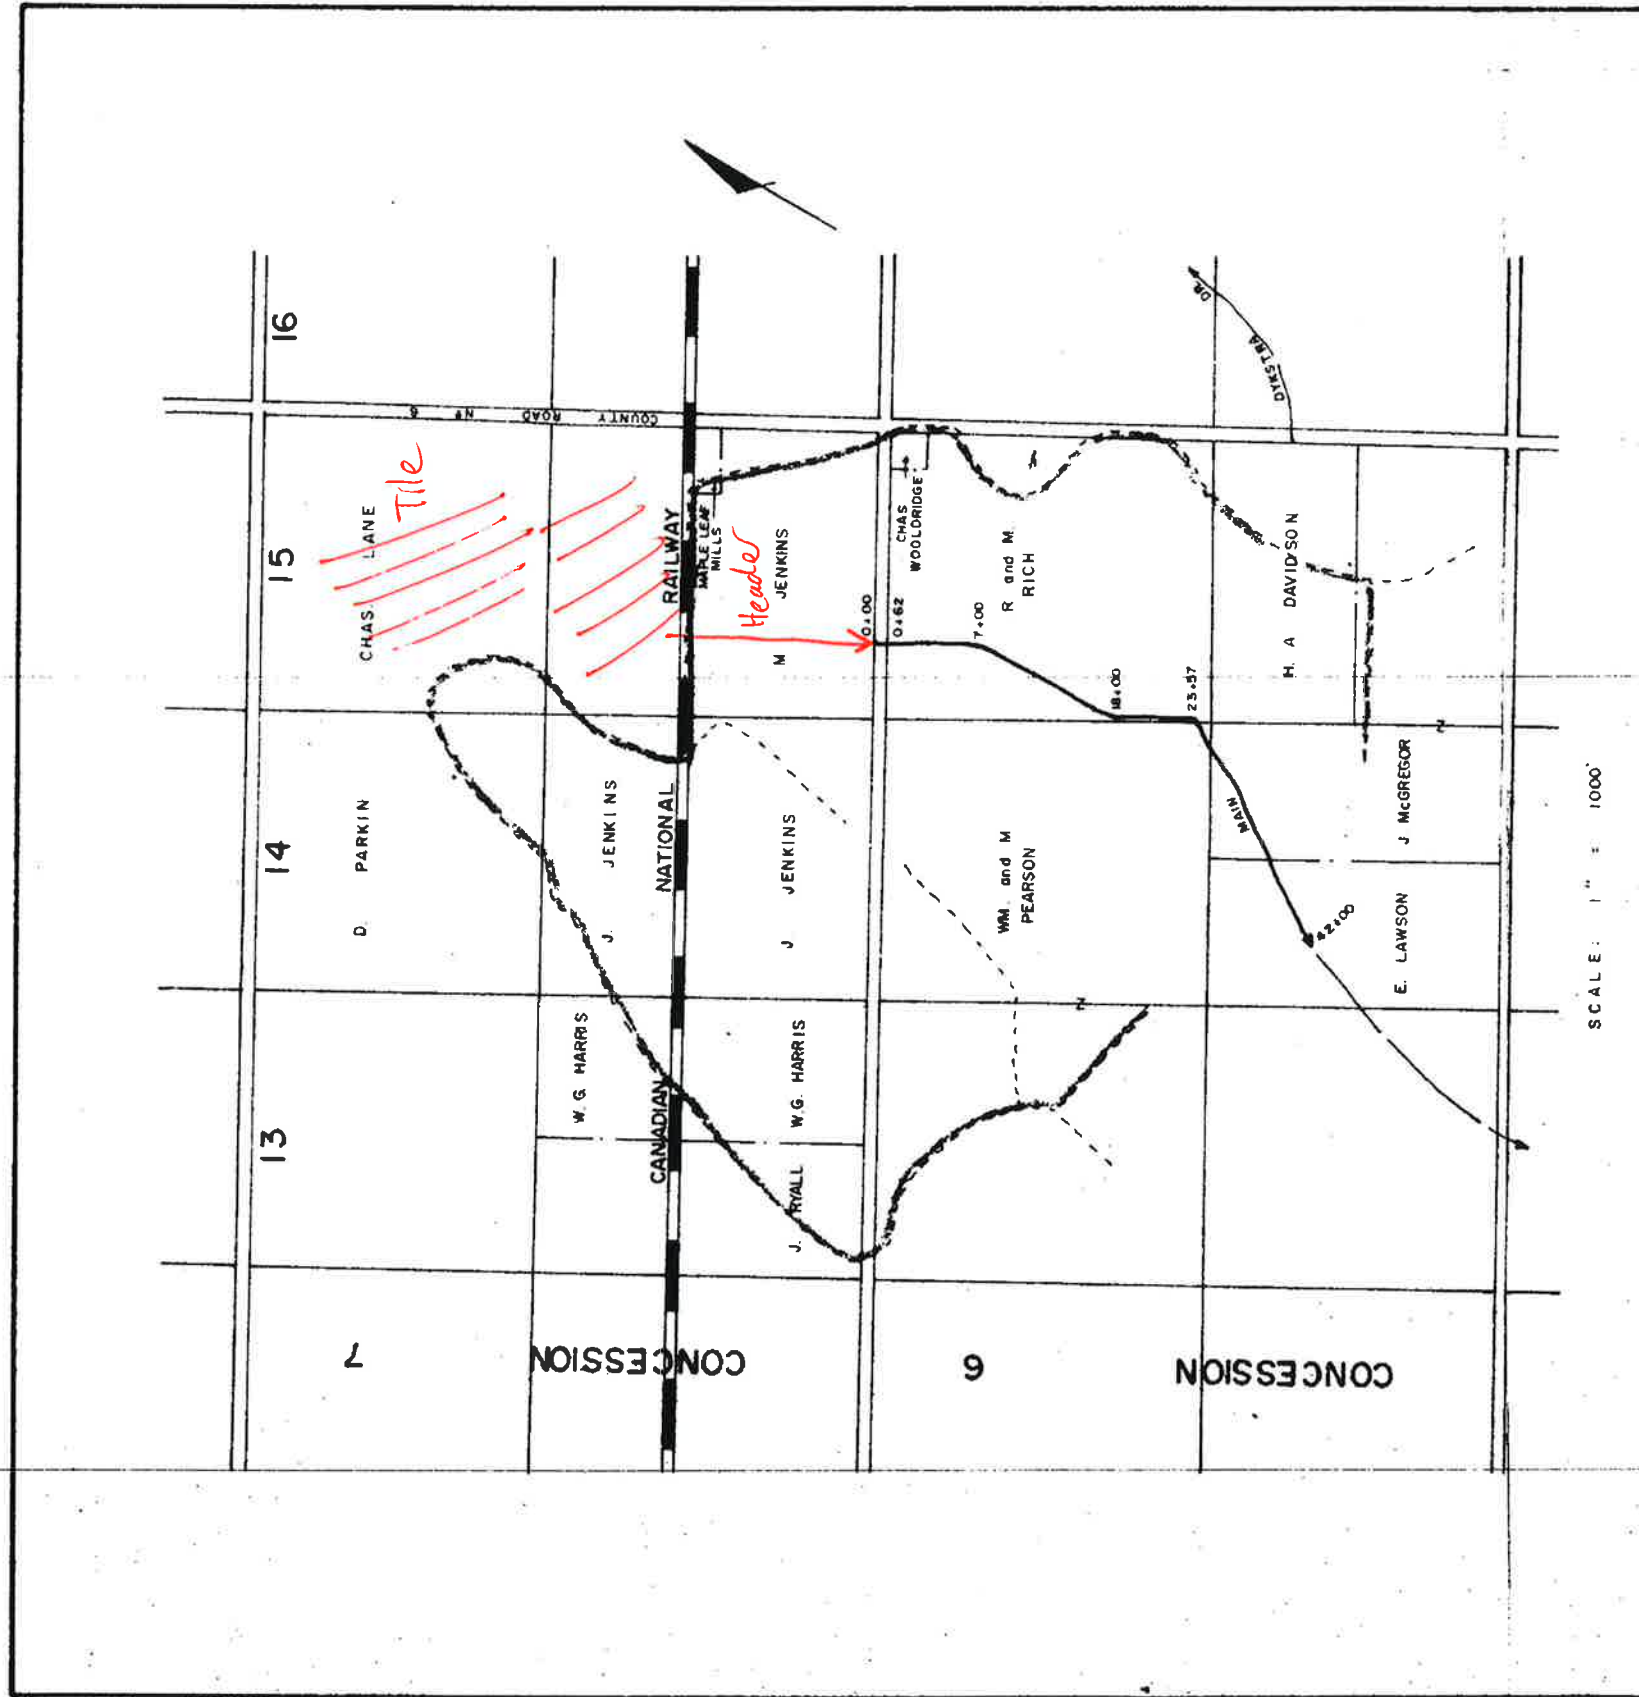 16
15
14
13
COUNTY ROAD Nº 6
Tile
CHAS. LANE
D. PARKIN
J. JENKINS
W. G. HARRIS
CANADIAN NATIONAL RAILWAY
MAPLE LEAF
MILLS
Header
M JENKINS
J JENKINS
W.G. HARRIS
J. RYALL
CHAS
WOOLDRIDGE
0+00
0+62
7+00
18+00
23+57
R and M.
RICH
WM. and M
PEARSON
DYKSTRA DR.
H. A DAVIDSON
MAIN
42+00
J McGREGOR
E. LAWSON
CONCESSION 7
CONCESSION 6
SCALE: 1" = 1000'